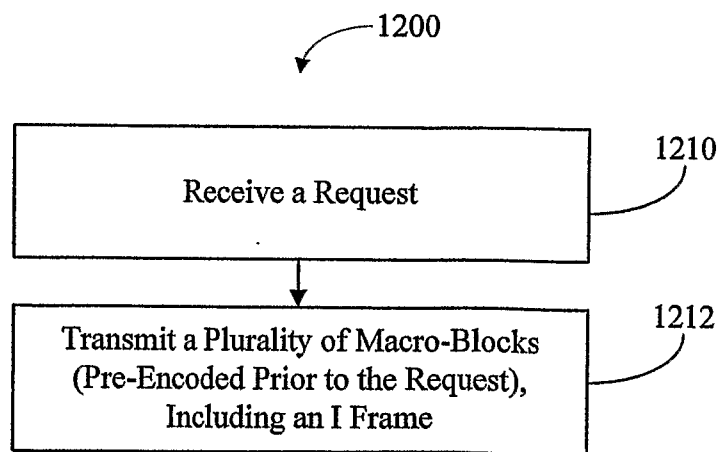 1200
Receive a Request
1210
Transmit a Plurality of Macro-Blocks
(Pre-Encoded Prior to the Request),
Including an I Frame
1212